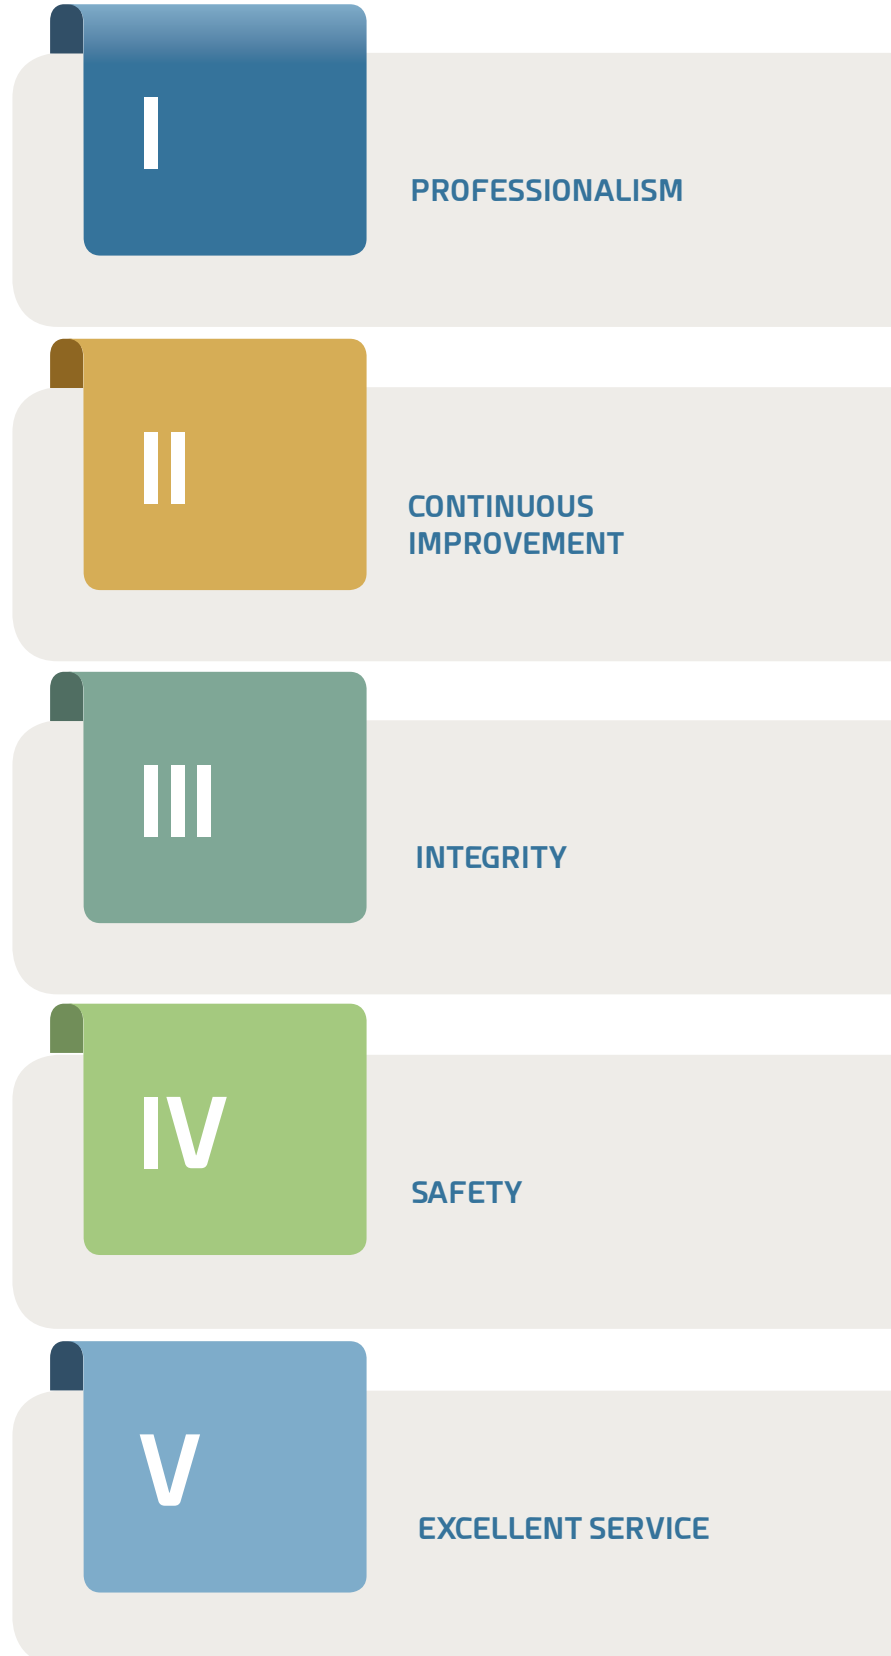 I
PROFESSIONALISM
II
CONTINUOUS
IMPROVEMENT
III
INTEGRITY
IV
SAFETY
V
EXCELLENT SERVICE